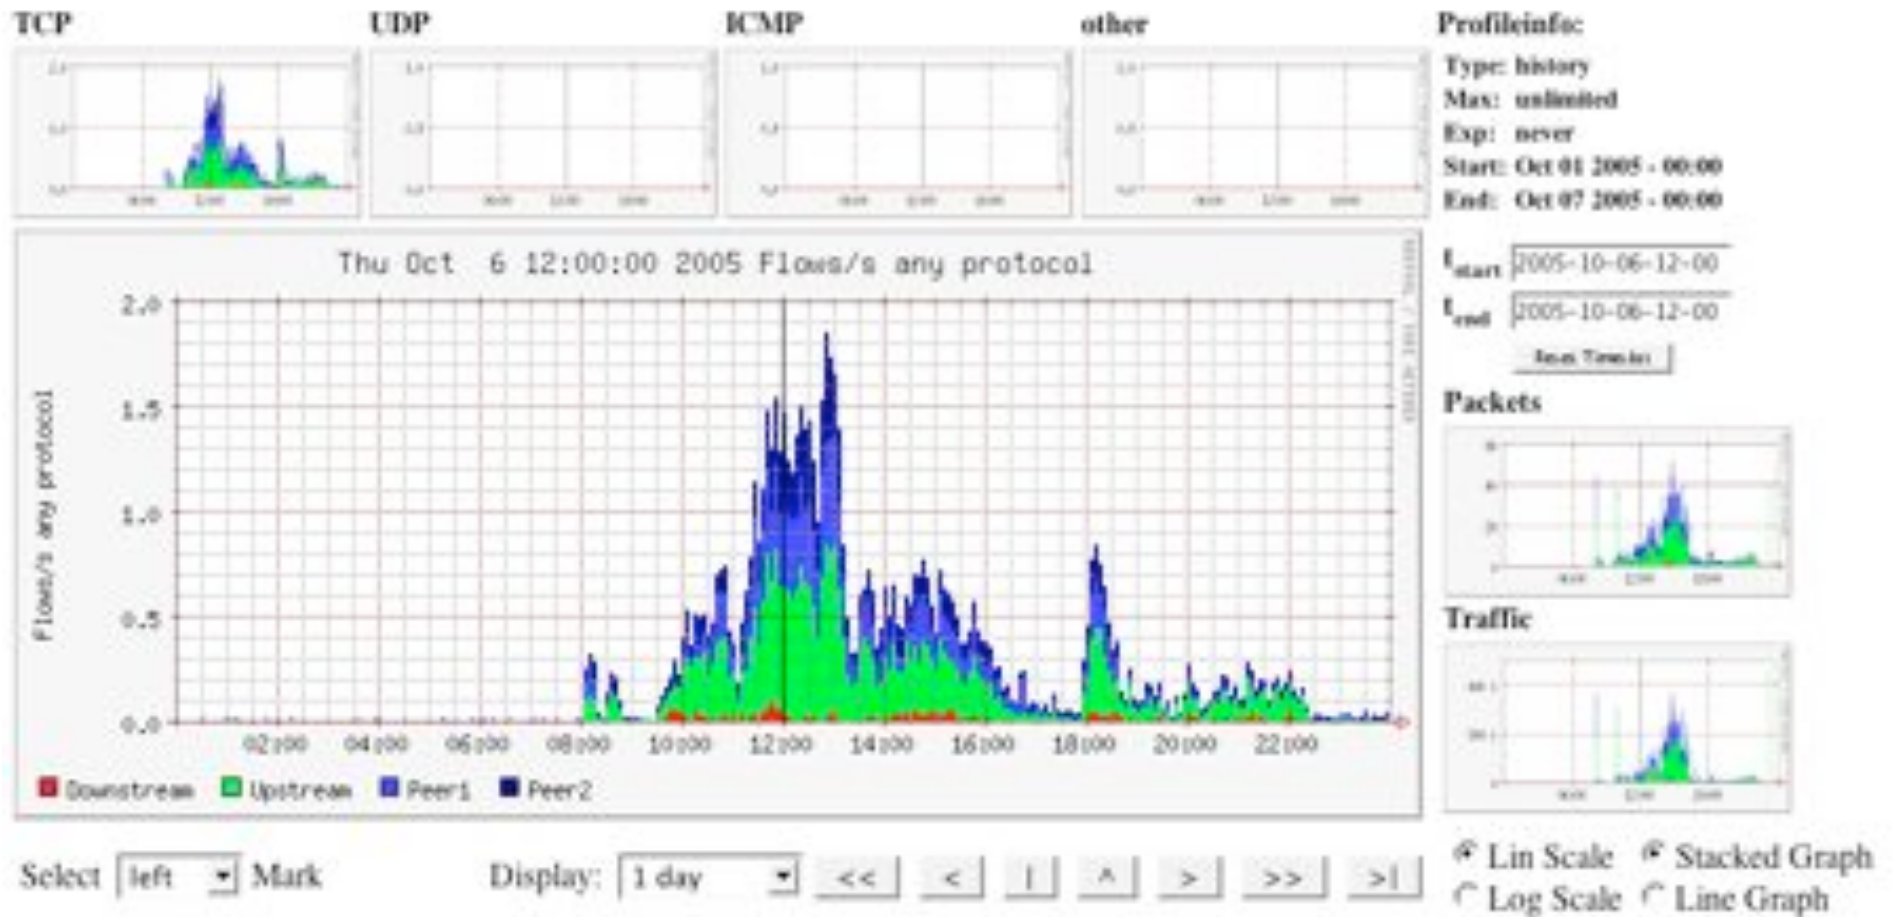 TCP
UDP
ICMP
other
Profileinfo:
Type: history
Max: unlimited
Exp: never
Start: Oct 01 2005 - 00:00
End: Oct 07 2005 - 00:00
Thu Oct 6 12:00:00 2005 Flows/s any protocol
Flows/s any protocol
2.0
1.5
1.0
0.5
0.0
02:00 04:00 06:00 08:00 10:00 12:00 14:00 16:00 18:00 20:00 22:00
Downstream Upstream Peer1 Peer2
tstart 2005-10-06-12-00
tend 2005-10-06-12-00
Packets
Traffic
Select left Mark
Display: 1 day << < | ^ > >> >|
Lin Scale Stacked Graph
Log Scale Line Graph